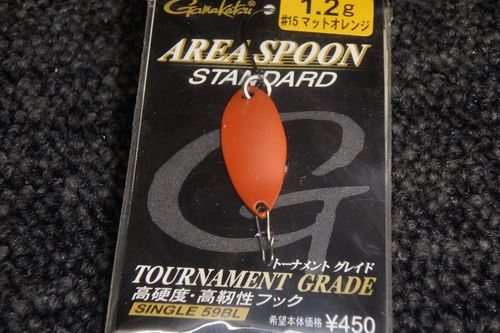 Gamakatsu
1.2g
#15 マットオレンジ
AREA SPOON
STANDARD
G
トーナメント グレイド
TOURNAMENT GRADE
高硬度・高靭性フック
SINGLE 59BL
希望本体価格 ¥450